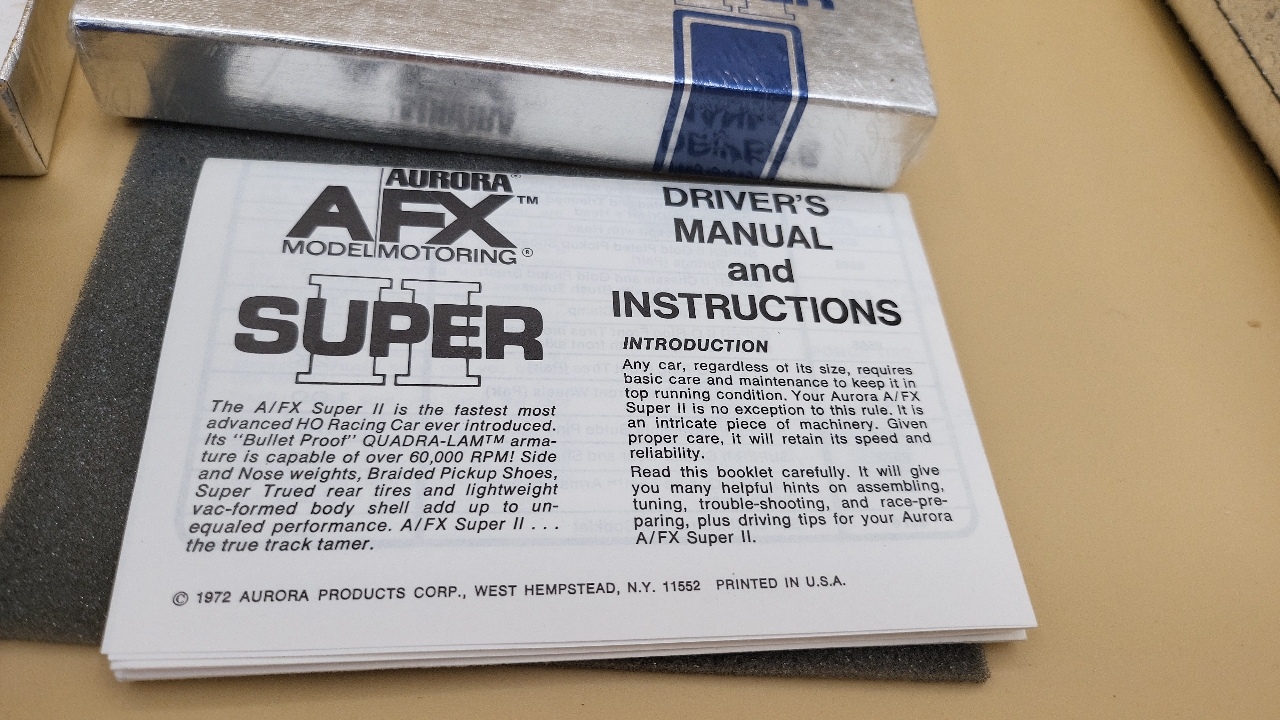 AURORA®
AFX™
MODEL MOTORING®
SUPER II
The A/FX Super II is the fastest most
advanced HO Racing Car ever introduced.
Its "Bullet Proof" QUADRA-LAM™ arma-
ture is capable of over 60,000 RPM! Side
and Nose weights, Braided Pickup Shoes,
Super Trued rear tires and lightweight
vac-formed body shell add up to un-
equaled performance. A/FX Super II . . .
the true track tamer.
DRIVER'S
MANUAL
and
INSTRUCTIONS
INTRODUCTION
Any car, regardless of its size, requires
basic care and maintenance to keep it in
top running condition. Your Aurora A/FX
Super II is no exception to this rule. It is
an intricate piece of machinery. Given
proper care, it will retain its speed and
reliability.
Read this booklet carefully. It will give
you many helpful hints on assembling,
tuning, trouble-shooting, and race-pre-
paring, plus driving tips for your Aurora
A/FX Super II.
© 1972 AURORA PRODUCTS CORP., WEST HEMPSTEAD, N.Y. 11552 PRINTED IN U.S.A.